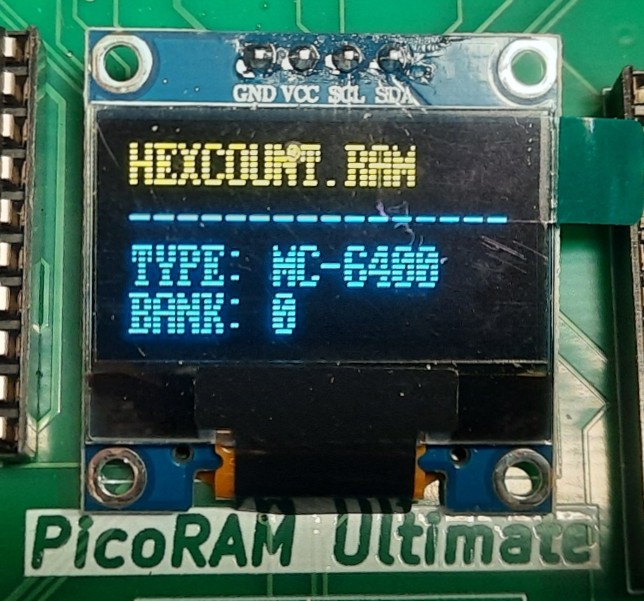 GND VCC SCL SDA
HEXCOUNT.RAM
----------------
TYPE: MC-6400
BANK: 0
PicoRAM Ultimate